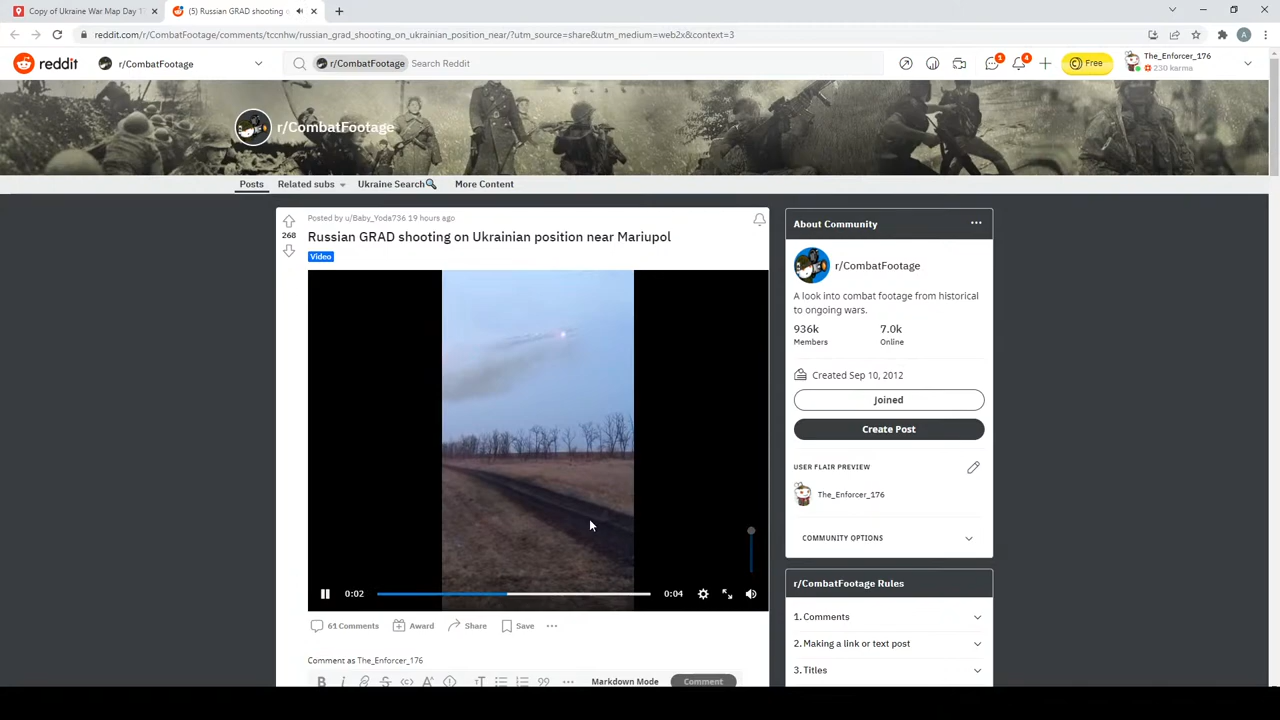 Copy of Ukraine War Map Day 1
(5) Russian GRAD shooting o
reddit.com/r/CombatFootage/comments/tccnhw/russian_grad_shooting_on_ukrainian_position_near/?utm_source=share&utm_medium=web2x&context=3
A
reddit
r/CombatFootage
r/CombatFootage Search Reddit
1
4
Free
The_Enforcer_176
230 karma
r/CombatFootage
Posts
Related subs
Ukraine Search
More Content
Posted by u/Baby_Yoda736 19 hours ago
268
Russian GRAD shooting on Ukrainian position near Mariupol
Video
0:02
0:04
61 Comments
Award
Share
Save
Comment as The_Enforcer_176
B i
Markdown Mode
Comment
About Community
r/CombatFootage
A look into combat footage from historical
to ongoing wars.
936k 7.0k
Members Online
Created Sep 10, 2012
Joined
Create Post
USER FLAIR PREVIEW
The_Enforcer_176
COMMUNITY OPTIONS
r/CombatFootage Rules
1. Comments
2. Making a link or text post
3. Titles